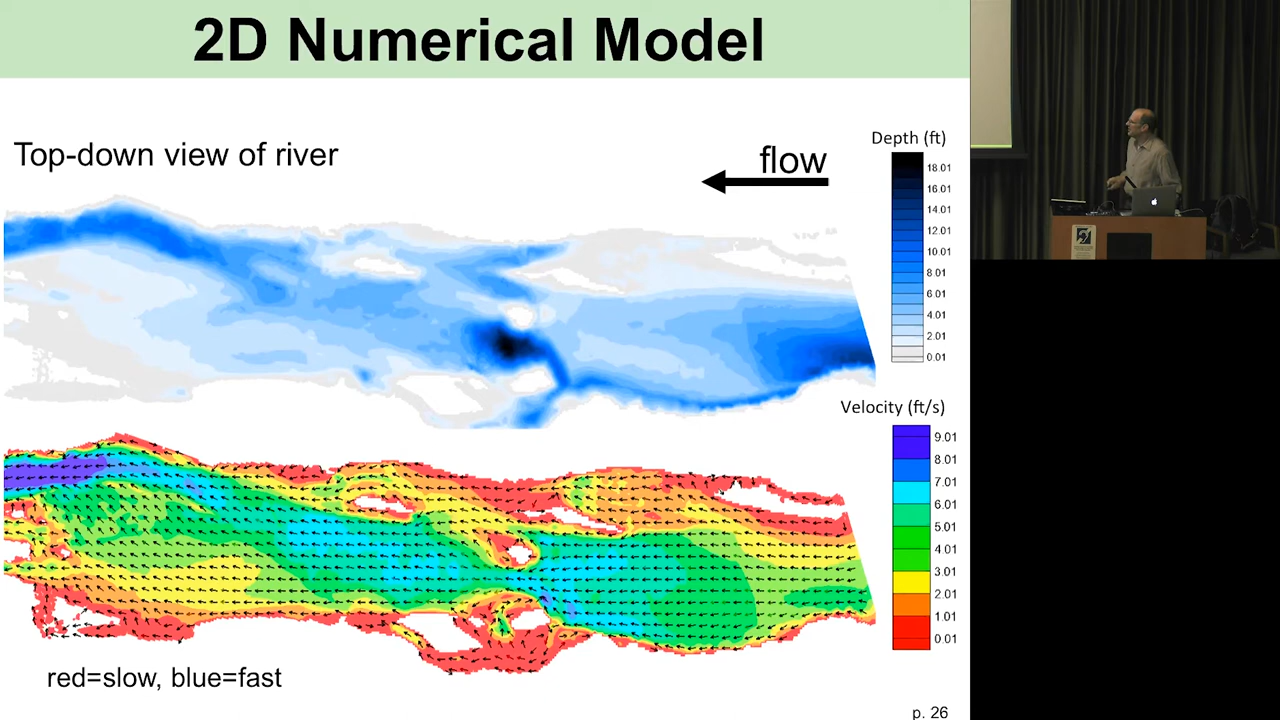 2D Numerical Model
Top-down view of river
flow
Depth (ft)
18.01
16.01
14.01
12.01
10.01
8.01
6.01
4.01
2.01
0.01
Velocity (ft/s)
9.01
8.01
7.01
6.01
5.01
4.01
3.01
2.01
1.01
0 01
red=slow, blue=fast
p. 26